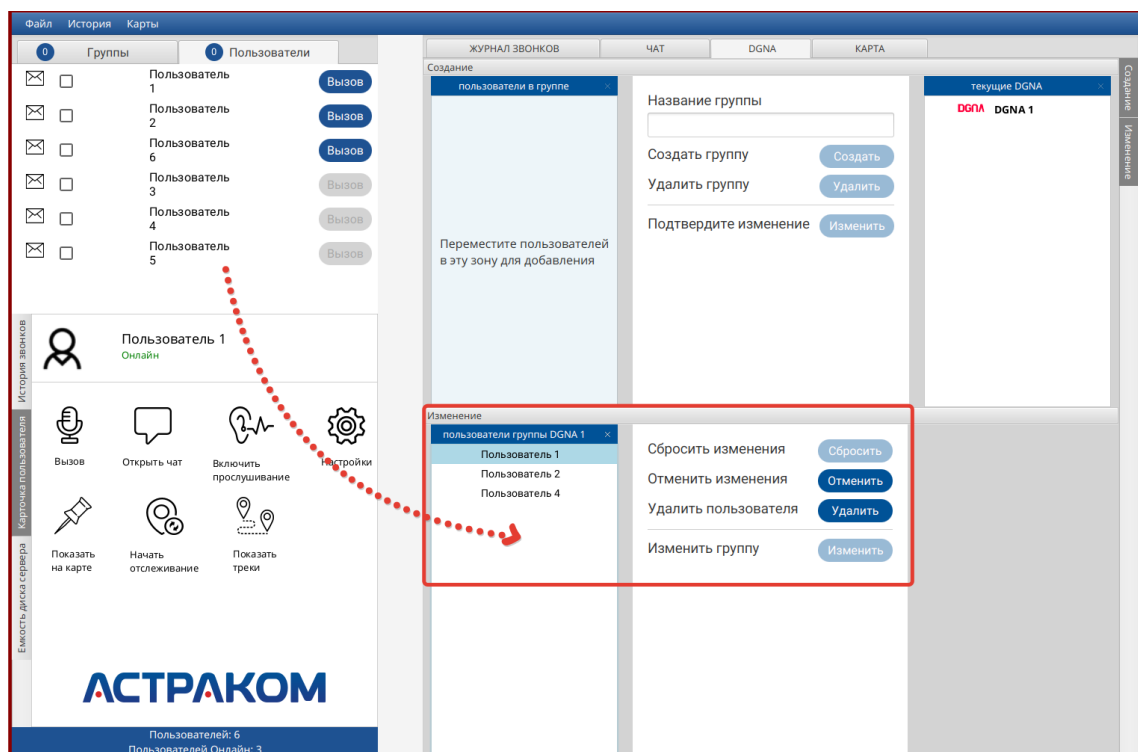 Файл История Карты
0 Группы
0 Пользователи
Пользователь
1
Вызов
Пользователь
2
Вызов
Пользователь
6
Вызов
Пользователь
3
Вызов
Пользователь
4
Вызов
Пользователь
5
Вызов
История звонков
Карточка пользователя
Емкость диска сервера
Пользователь 1
Онлайн
Вызов
Открыть чат
Включить
прослушивание
Настройки
Показать
на карте
Начать
отслеживание
Показать
треки
АСТРАКОМ
Пользователей: 6
Пользователей Онлайн: 3
ЖУРНАЛ ЗВОНКОВ
ЧАТ
DGNA
КАРТА
Создание
пользователи в группе ×
Переместите пользователей
в эту зону для добавления
Название группы
Создать группу Создать
Удалить группу Удалить
Подтвердите изменение Изменить
текущие DGNA ×
DGNA DGNA 1
Создание
Изменение
Изменение
пользователи группы DGNA 1 ×
Пользователь 1
Пользователь 2
Пользователь 4
Сбросить изменения Сбросить
Отменить изменения Отменить
Удалить пользователя Удалить
Изменить группу Изменить